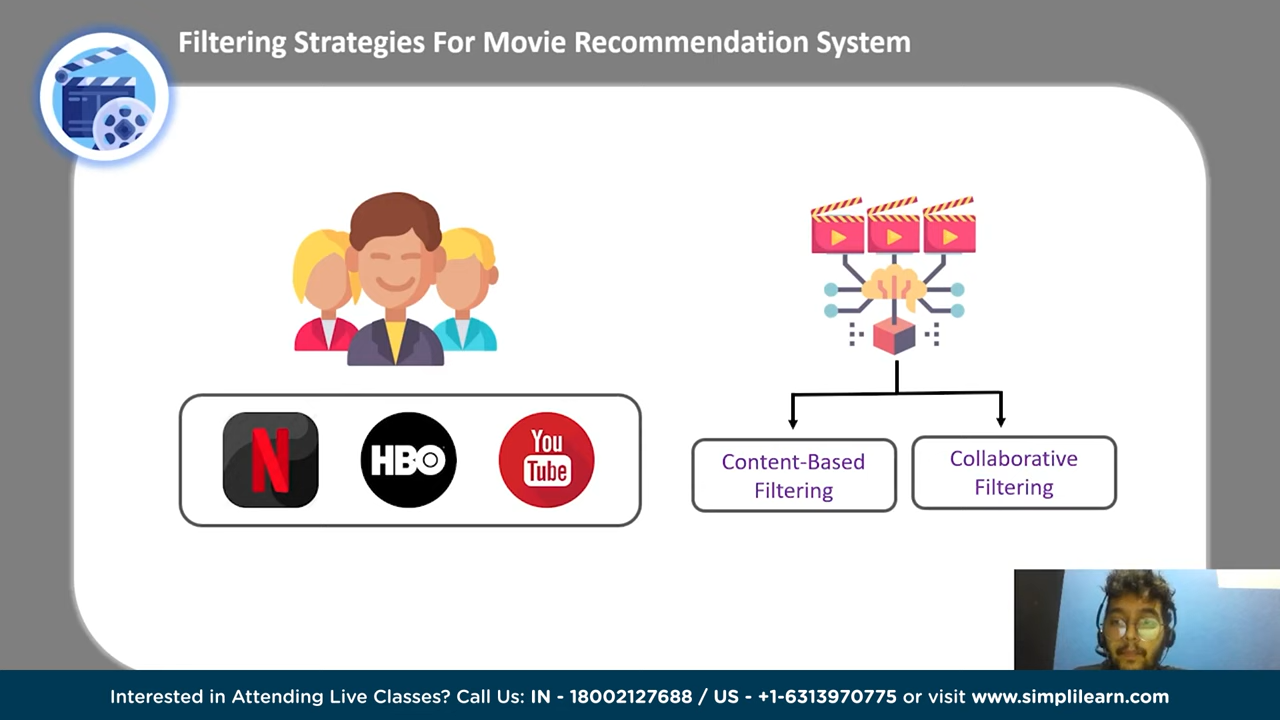 Filtering Strategies For Movie Recommendation System
N
HBO
You
Tube
Content-Based
Filtering
Collaborative
Filtering
Interested in Attending Live Classes? Call Us: IN - 18002127688 / US - +1-6313970775 or visit www.simplilearn.com